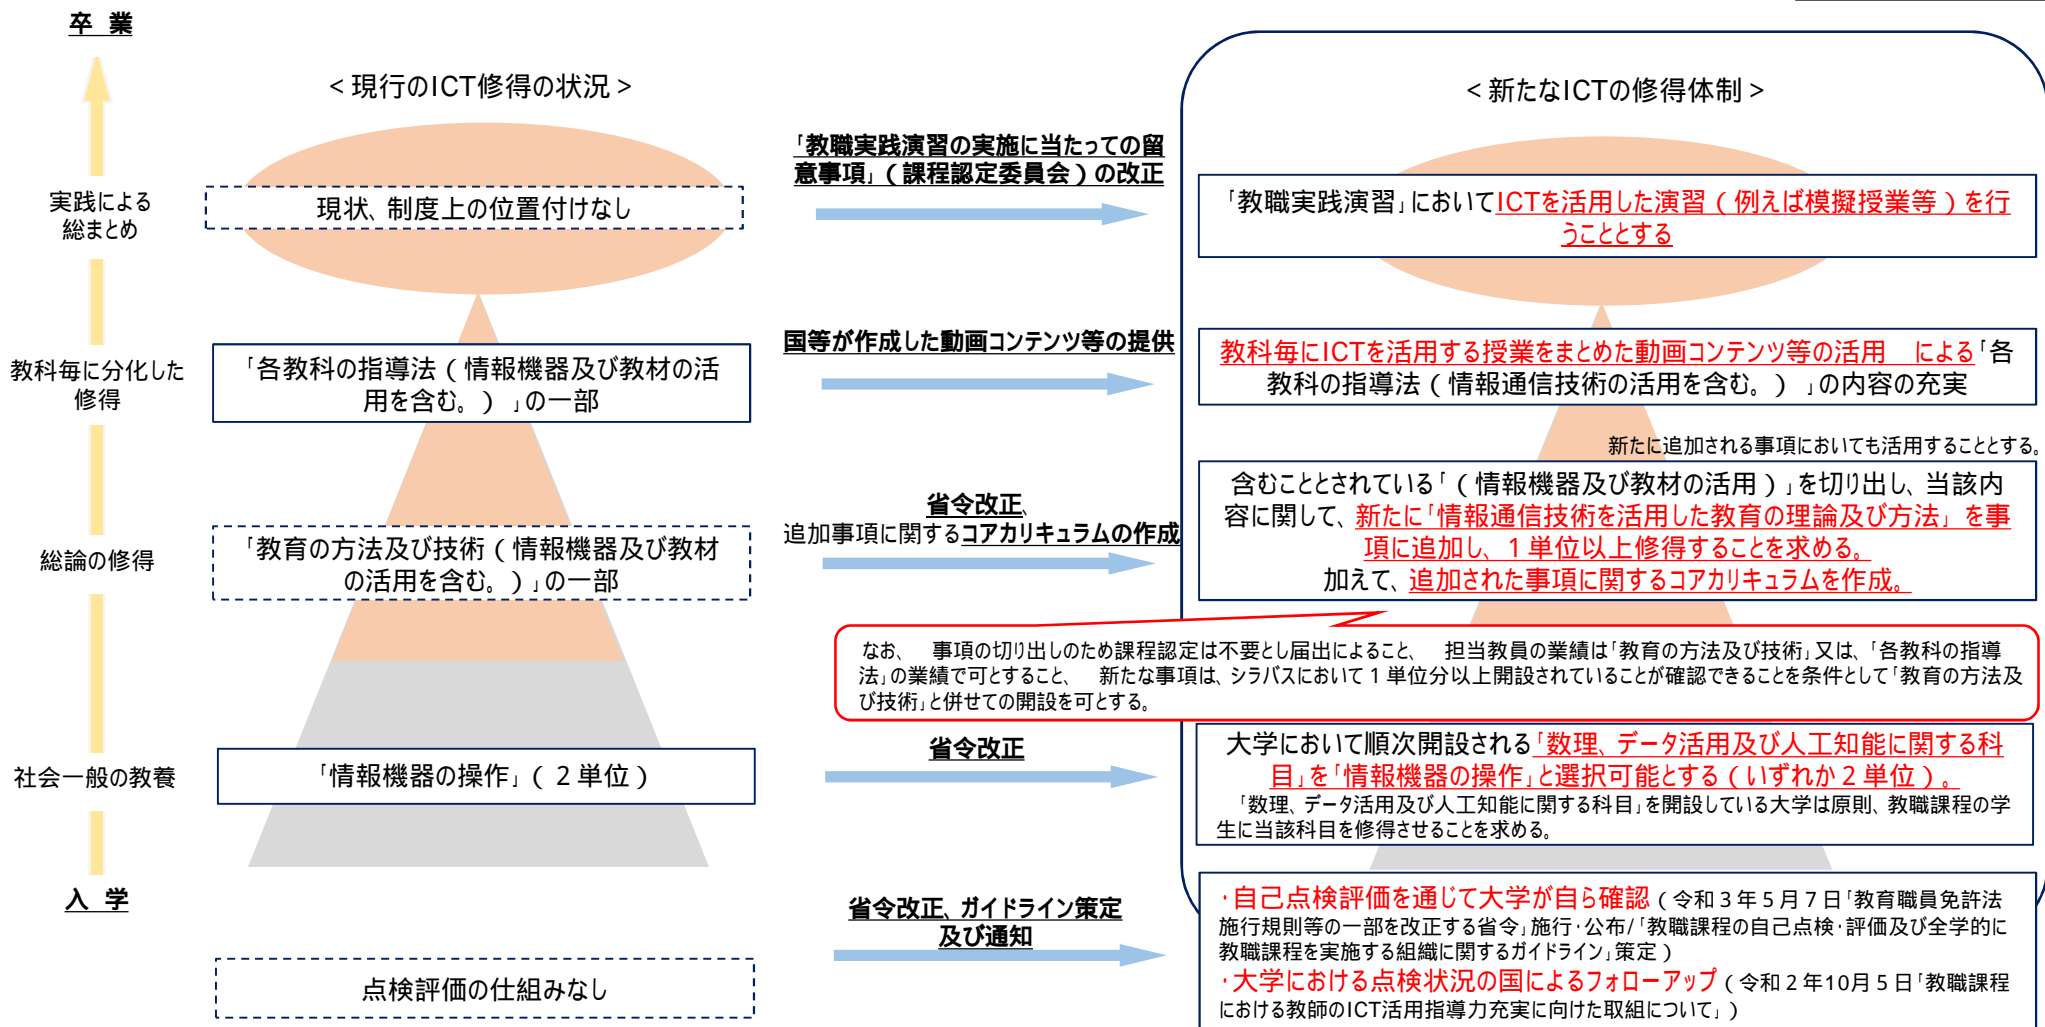 卒 業
＜現行のICT修得の状況＞
＜新たなICTの修得体制＞
実践による
総まとめ
現状、制度上の位置付けなし
「教職実践演習の実施に当たっての留
意事項」（課程認定委員会）の改正
「教職実践演習」においてICTを活用した演習（例えば模擬授業等）を行
うこととする
教科毎に分化した
修得
「各教科の指導法（情報機器及び教材の活
用を含む。）」の一部
国等が作成した動画コンテンツ等の提供
教科毎にICTを活用する授業をまとめた動画コンテンツ等の活用　による「各
教科の指導法（情報通信技術の活用を含む。）」の内容の充実
新たに追加される事項においても活用することとする。
総論の修得
「教育の方法及び技術（情報機器及び教材
の活用を含む。）」の一部
省令改正、
追加事項に関するコアカリキュラムの作成
含むこととされている「（情報機器及び教材の活用）」を切り出し、当該内
容に関して、新たに「情報通信技術を活用した教育の理論及び方法」を事
項に追加し、１単位以上修得することを求める。
加えて、追加された事項に関するコアカリキュラムを作成。
なお、　事項の切り出しのため課程認定は不要とし届出によること、　担当教員の業績は「教育の方法及び技術」又は、「各教科の指導
法」の業績で可とすること、　新たな事項は、シラバスにおいて１単位分以上開設されていることが確認できることを条件として「教育の方法及
び技術」と併せての開設を可とする。
社会一般の教養
「情報機器の操作」（２単位）
省令改正
大学において順次開設される「数理、データ活用及び人工知能に関する科
目」を「情報機器の操作」と選択可能とする（いずれか２単位）。
「数理、データ活用及び人工知能に関する科目」を開設している大学は原則、教職課程の学
生に当該科目を修得させることを求める。
入 学
点検評価の仕組みなし
省令改正、ガイドライン策定
及び通知
・自己点検評価を通じて大学が自ら確認（令和３年５月７日「教育職員免許法
施行規則等の一部を改正する省令」施行・公布/「教職課程の自己点検・評価及び全学的に
教職課程を実施する組織に関するガイドライン」策定）
・大学における点検状況の国によるフォローアップ（令和２年10月５日「教職課程
における教師のICT活用指導力充実に向けた取組について」）